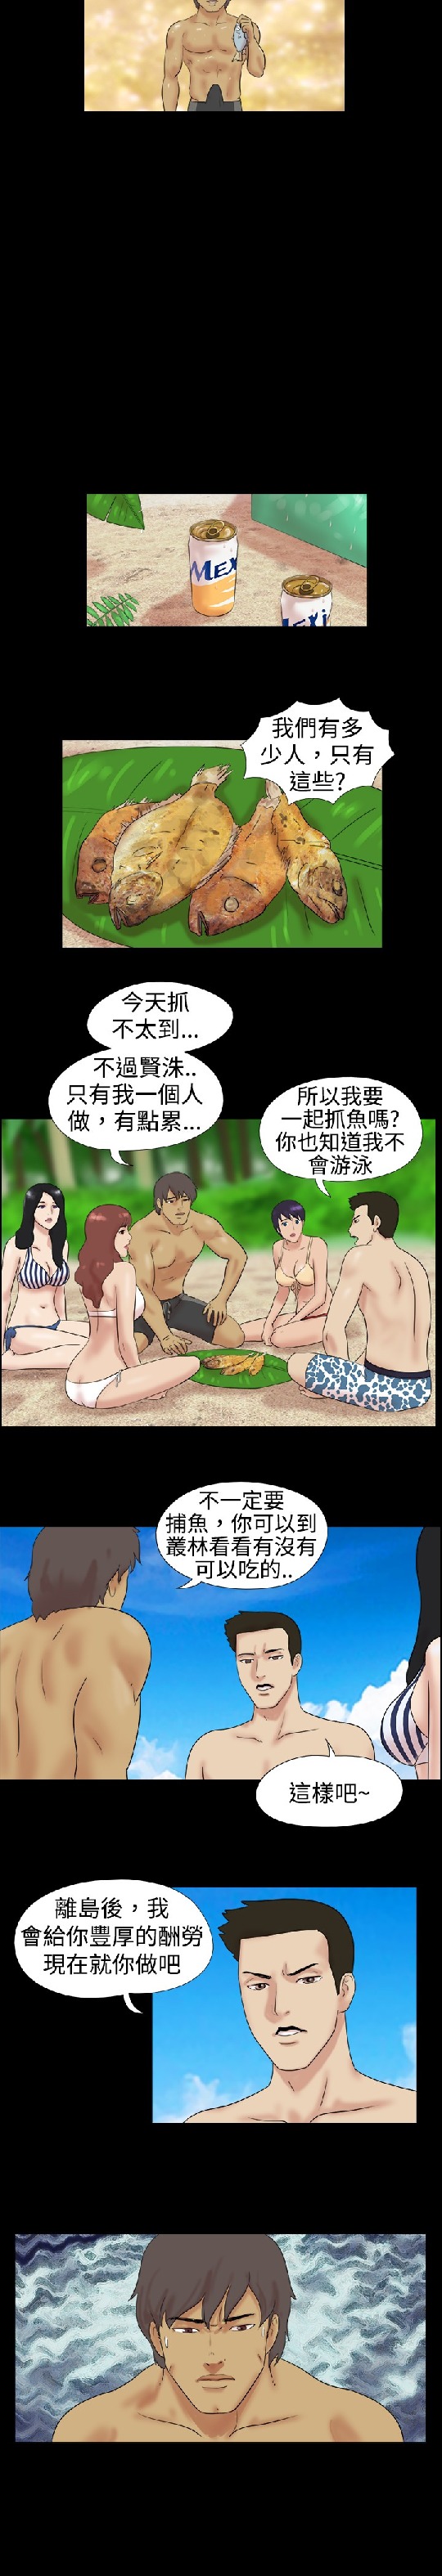 MEXI
MEXI
我們有多
少人，只有
這些?
今天抓
不太到...
不過賢洙..
只有我一個人
做，有點累...
所以我要
一起抓魚嗎?
你也知道我不
會游泳
不一定要
捕魚，你可以到
叢林看看有沒有
可以吃的..
這樣吧~
離島後，我
會給你豐厚的酬勞
現在就你做吧